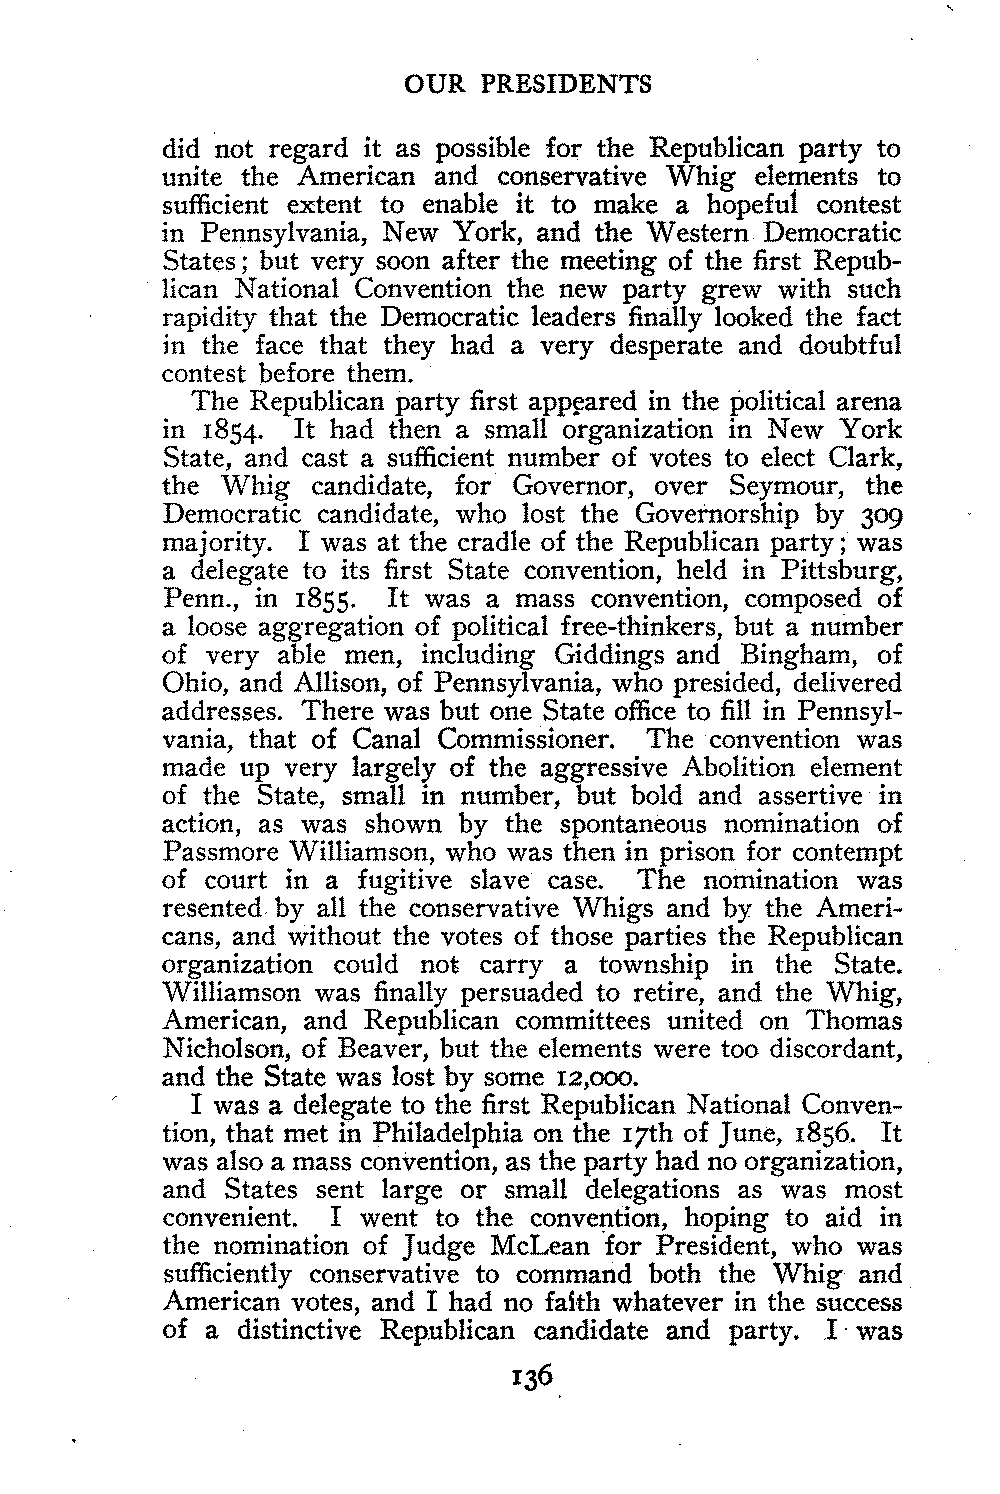 OUR PRESIDENTS
did not regard it as possible for the Republican party to
unite the American and conservative Whig elements to
sufficient extent to enable it to make a hopeful contest
in Pennsylvania, New York, and the Western Democratic
States; but very soon after the meeting of the first Repub-
lican National Convention the new party grew with such
rapidity that the Democratic leaders finally looked the fact
in the face that they had a very desperate and doubtful
contest before them.
The Republican party first appeared in the political arena
in 1854. It had then a small organization in New York
State, and cast a sufficient number of votes to elect Clark,
the Whig candidate, for Governor, over Seymour, the
Democratic candidate, who lost the Governorship by 309
majority. I was at the cradle of the Republican party; was
a delegate to its first State convention, held in Pittsburg,
Penn., in 1855. It was a mass convention, composed of
a loose aggregation of political free-thinkers, but a number
of very able men, including Giddings and Bingham, of
Ohio, and Allison, of Pennsylvania, who presided, delivered
addresses. There was but one State office to fill in Pennsyl-
vania, that of Canal Commissioner. The convention was
made up very largely of the aggressive Abolition element
of the State, small in number, but bold and assertive in
action, as was shown by the spontaneous nomination of
Passmore Williamson, who was then in prison for contempt
of court in a fugitive slave case. The nomination was
resented by all the conservative Whigs and by the Ameri-
cans, and without the votes of those parties the Republican
organization could not carry a township in the State.
Williamson was finally persuaded to retire, and the Whig,
American, and Republican committees united on Thomas
Nicholson, of Beaver, but the elements were too discordant,
and the State was lost by some 12,000.
I was a delegate to the first Republican National Conven-
tion, that met in Philadelphia on the 17th of June, 1856. It
was also a mass convention, as the party had no organization,
and States sent large or small delegations as was most
convenient. I went to the convention, hoping to aid in
the nomination of Judge McLean for President, who was
sufficiently conservative to command both the Whig and
American votes, and I had no faith whatever in the success
of a distinctive Republican candidate and party. I was
136